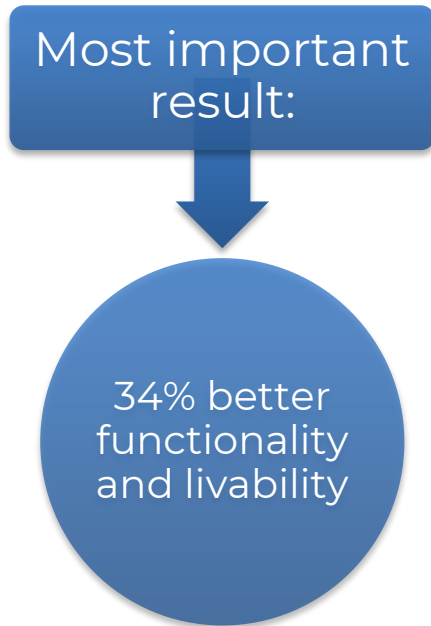 Most important
result:
34% better
functionality
and livability